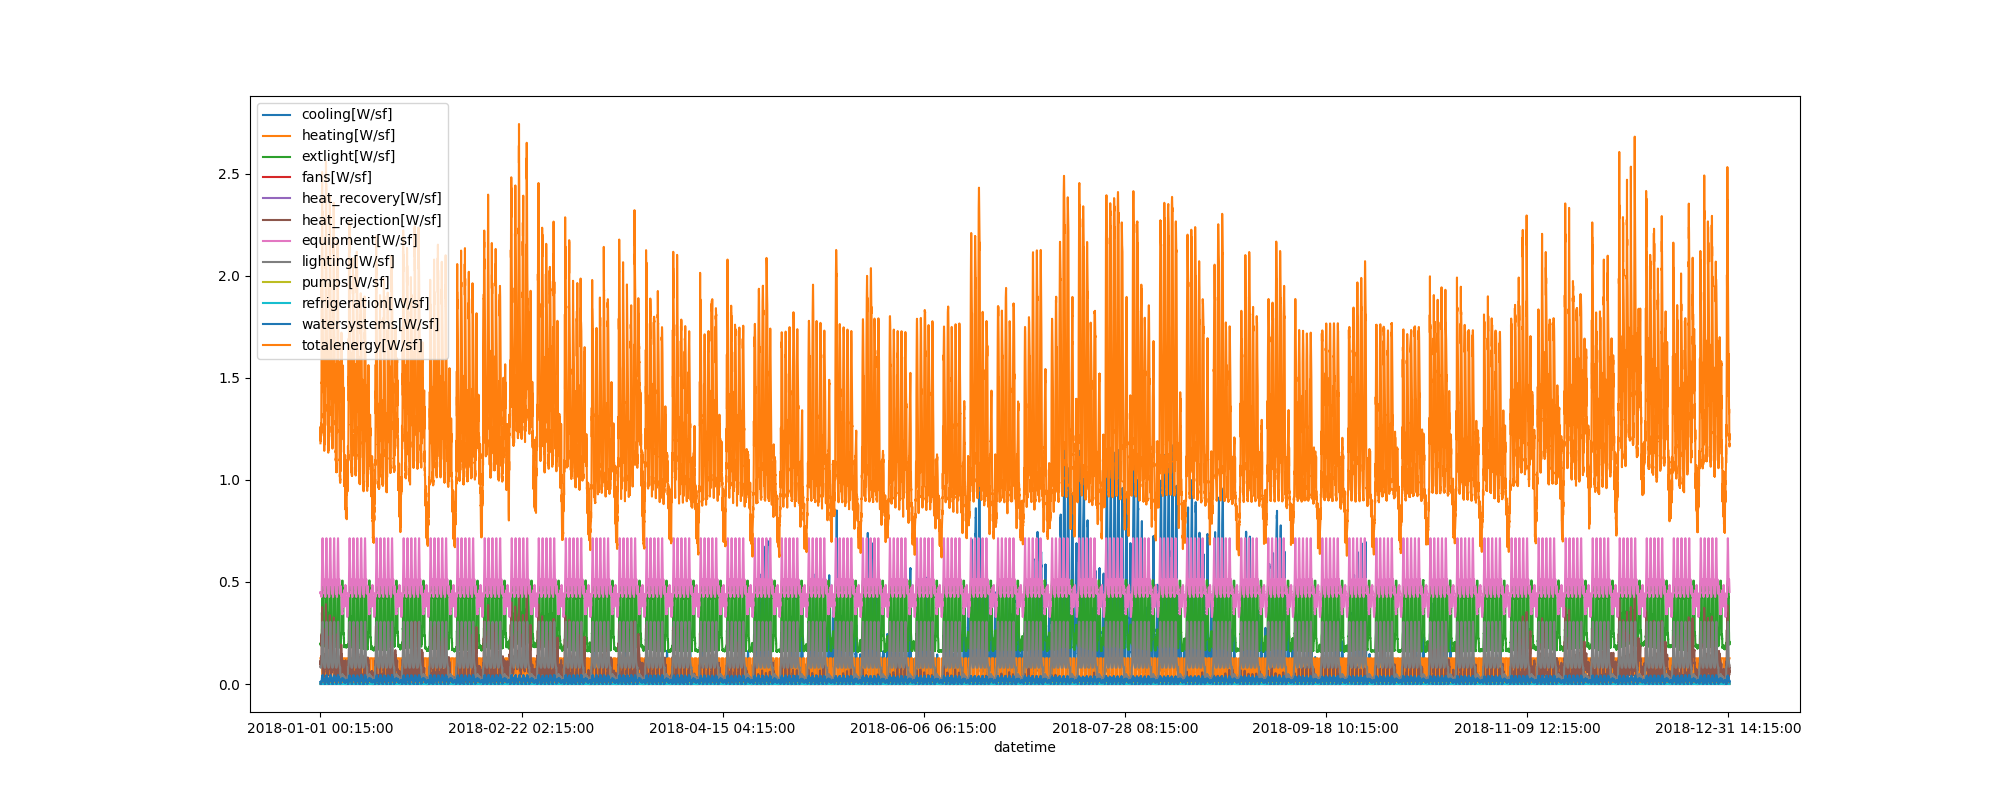 cooling[W/sf]
heating[W/sf]
extlight[W/sf]
fans[W/sf]
heat_recovery[W/sf]
heat_rejection[W/sf]
equipment[W/sf]
lighting[W/sf]
pumps[W/sf]
refrigeration[W/sf]
watersystems[W/sf]
totalenergy[W/sf]
2.5
2.0
1.5
1.0
0.5
0.0
2018-01-01 00:15:00 2018-02-22 02:15:00 2018-04-15 04:15:00 2018-06-06 06:15:00 2018-07-28 08:15:00 2018-09-18 10:15:00 2018-11-09 12:15:00 2018-12-31 14:15:00
datetime